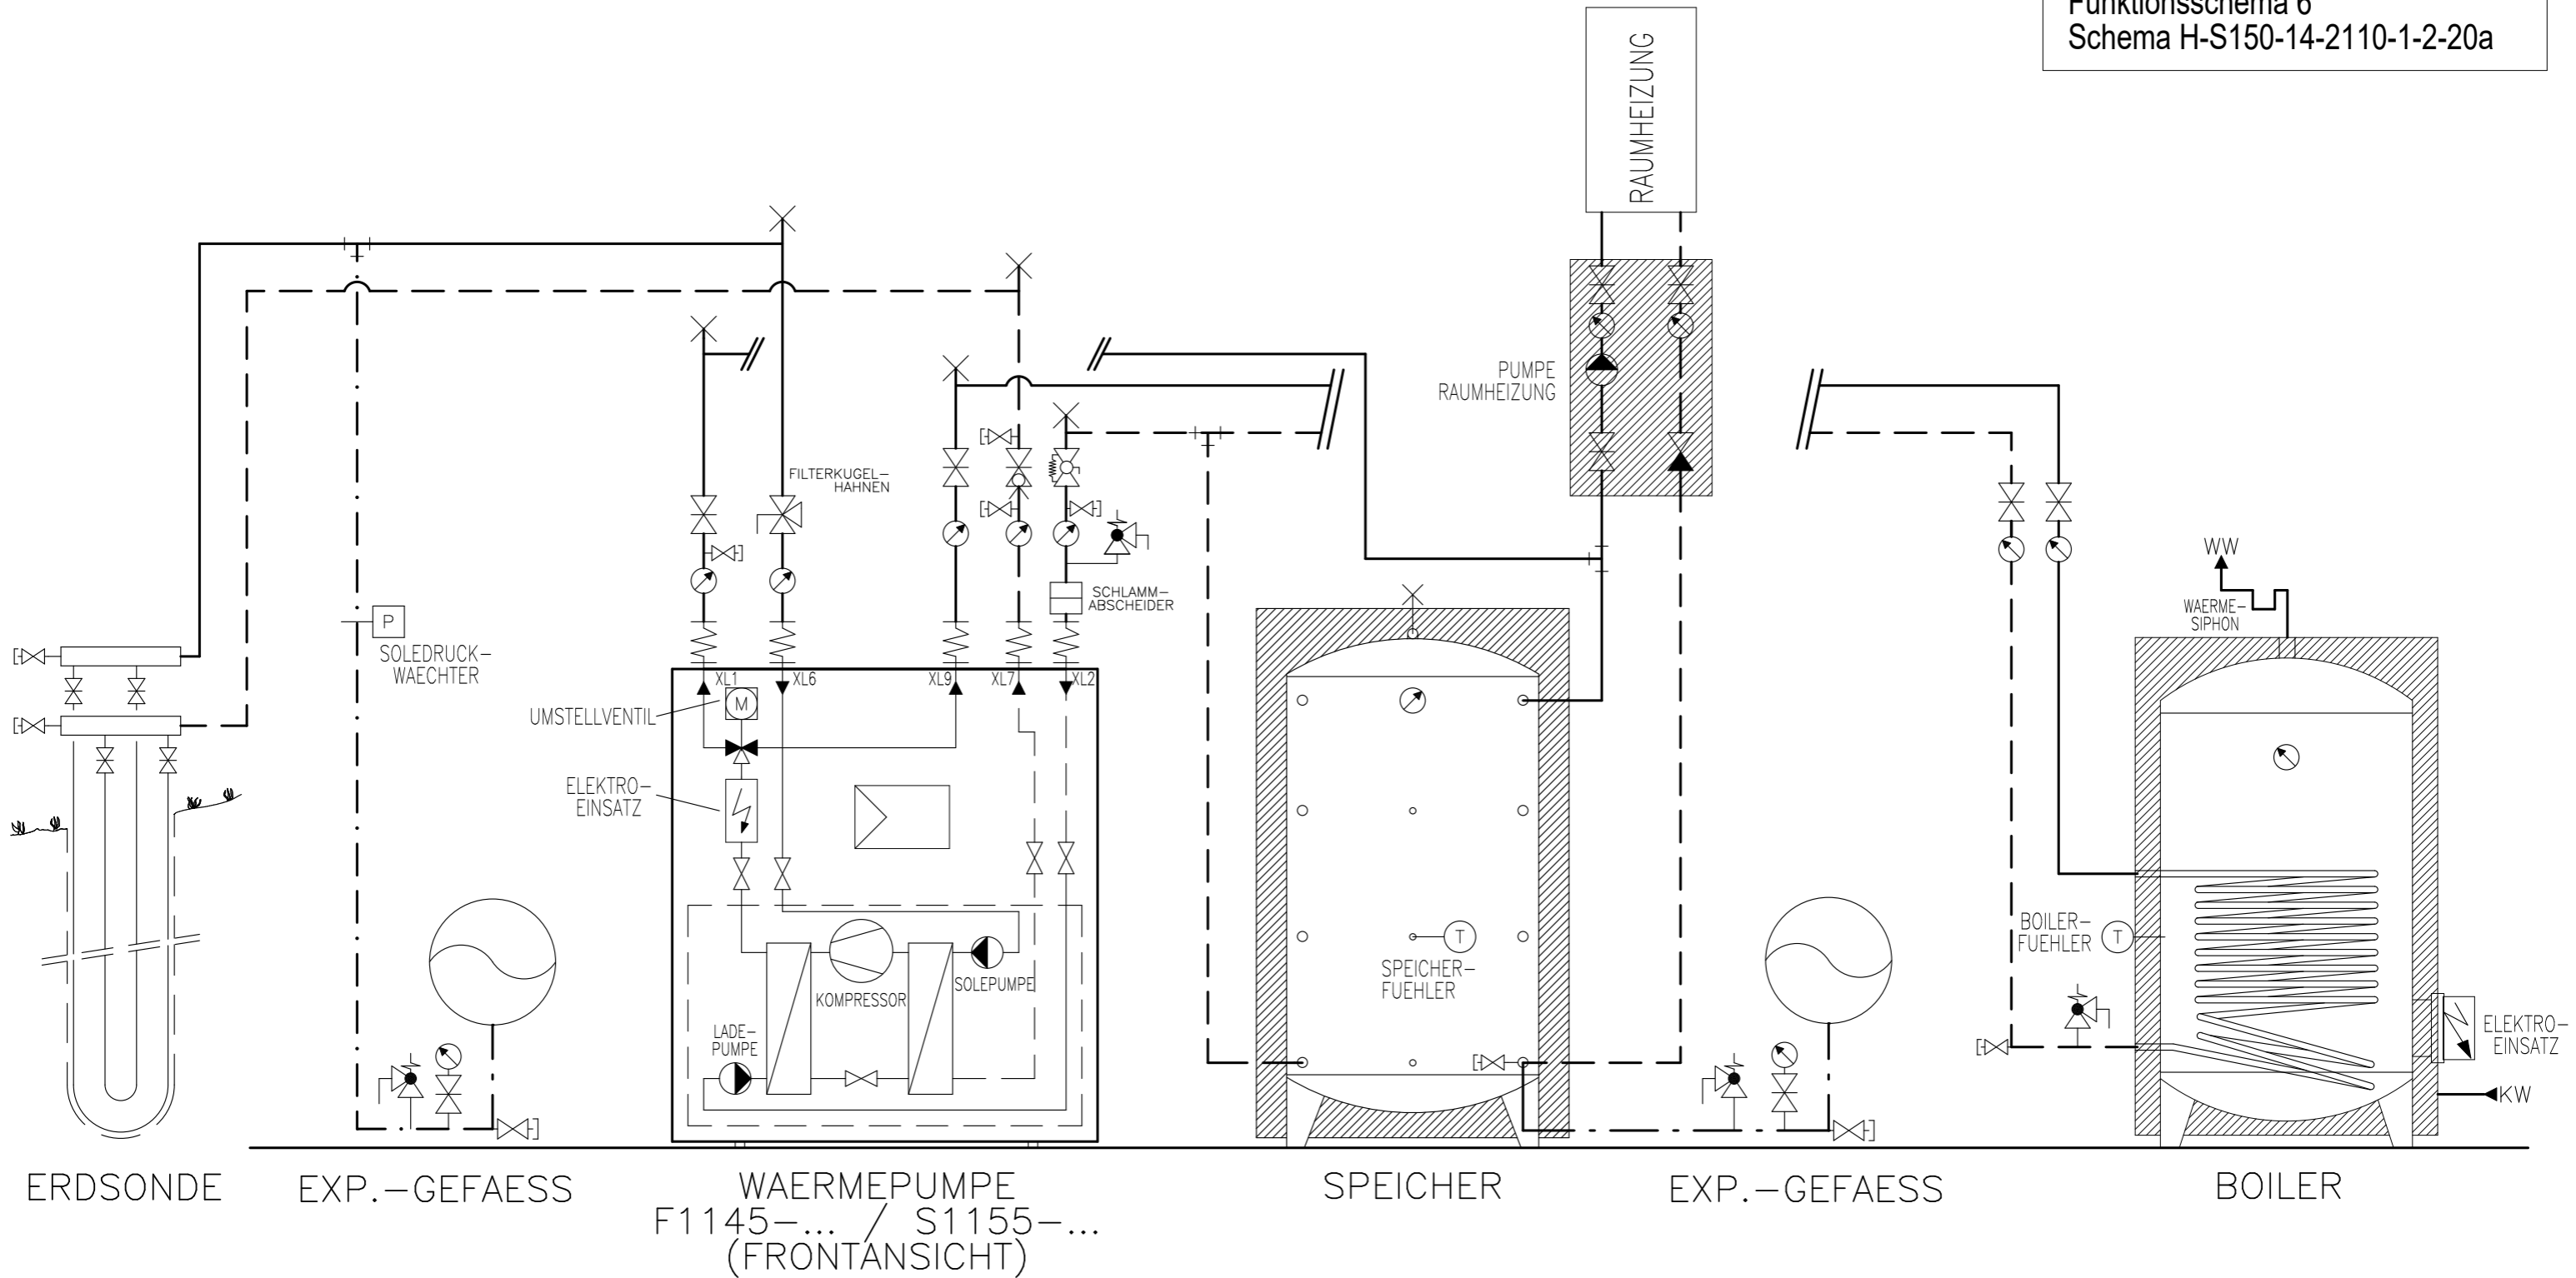 Funktionsschema 6
Schema H-S150-14-2110-1-2-20a
RAUMHEIZUNG
PUMPE
RAUMHEIZUNG
FILTERKUGEL-
HAHNEN
SCHLAMM-
ABSCHEIDER
WW
WAERME-
SIPHON
P
SOLEDRUCK-
WAECHTER
XL1
XL6
XL9
XL7
XL2
M
UMSTELLVENTIL
ELEKTRO-
EINSATZ
KOMPRESSOR
SOLEPUMPE
LADE-
PUMPE
T
SPEICHER-
FUEHLER
BOILER-
FUEHLER
T
ELEKTRO-
EINSATZ
KW
ERDSONDE
EXP.-GEFAESS
WAERMEPUMPE
F1145-... / S1155-...
(FRONTANSICHT)
SPEICHER
EXP.-GEFAESS
BOILER